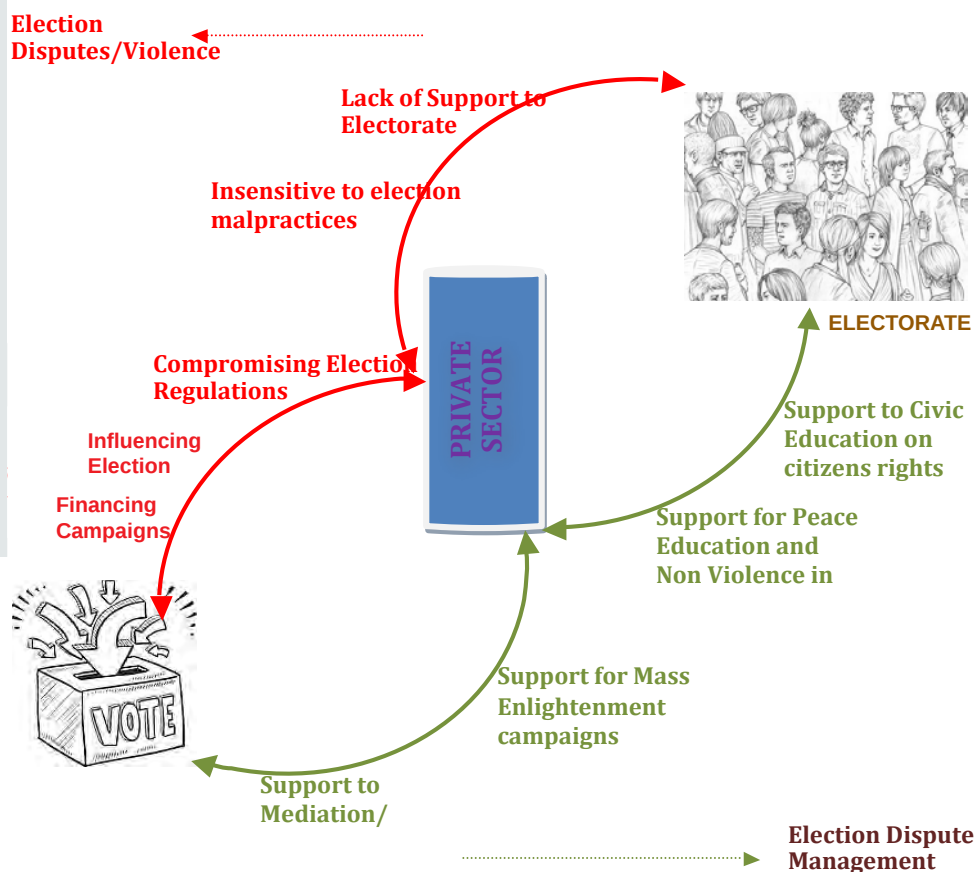 Election
Disputes/Violence
Lack of Support to
Electorate
Insensitive to election
malpractices
PRIVATE
SECTOR
ELECTORATE
Compromising Election
Regulations
Influencing
Election
Financing
Campaigns
Support to Civic
Education on
citizens rights
Support for Peace
Education and
Non Violence in
VOTE
Support for Mass
Enlightenment
campaigns
Support to
Mediation/
Election Dispute
Management